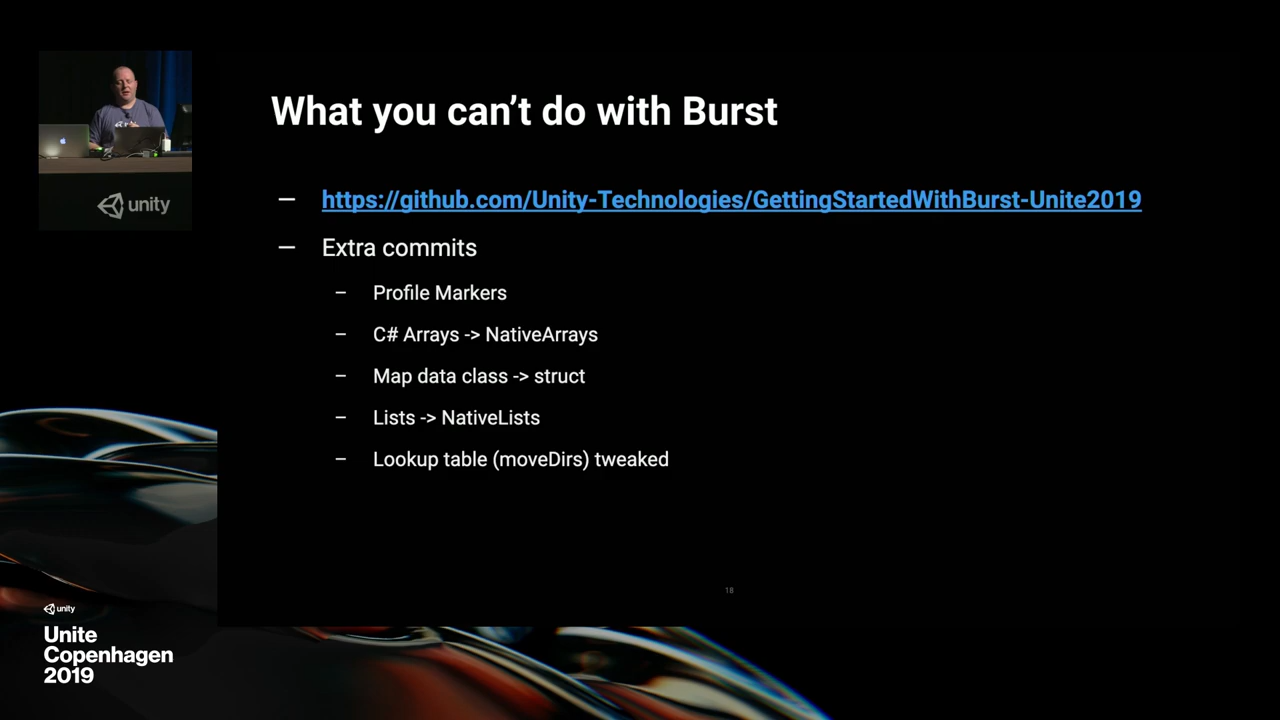 What you can't do with Burst
— https://github.com/Unity-Technologies/GettingStartedWithBurst-Unite2019
— Extra commits
– Profile Markers
– C# Arrays -> NativeArrays
– Map data class -> struct
– Lists -> NativeLists
– Lookup table (moveDirs) tweaked
18
unity
unity
Unite
Copenhagen
2019